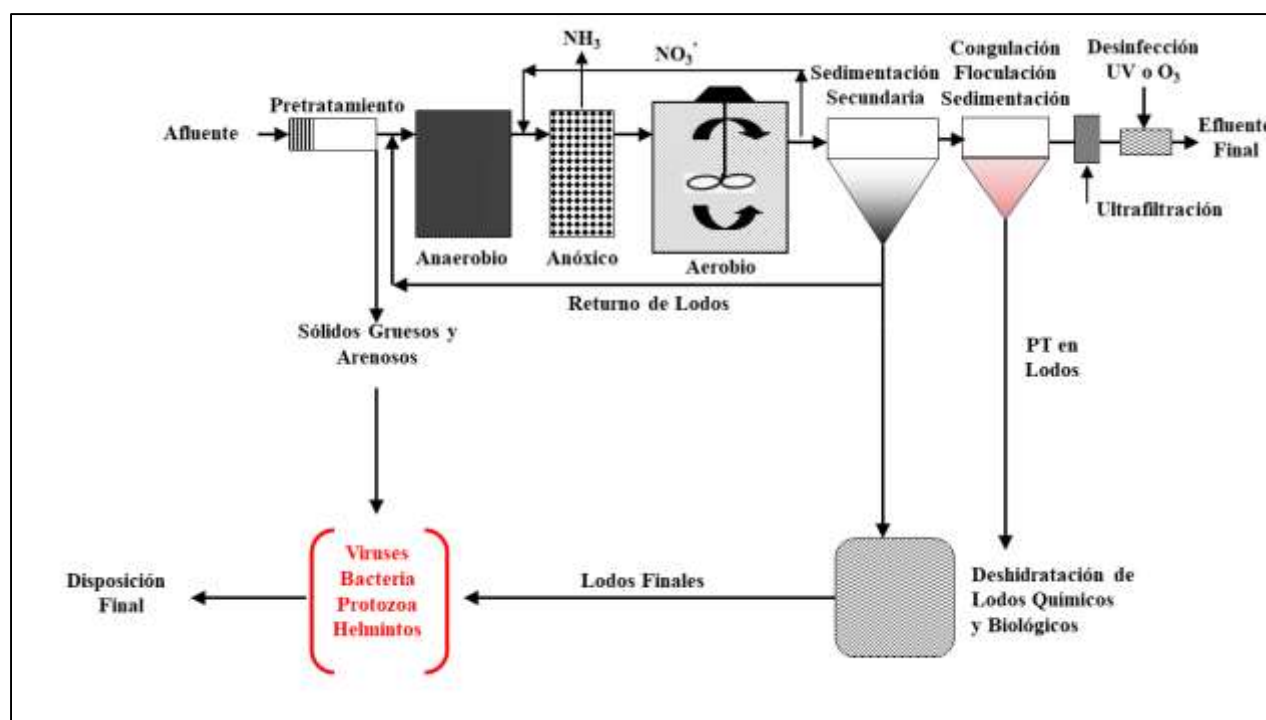 NH3
NO3-
Coagulación
Floculación
Sedimentación
Desinfección
UV o O3
Sedimentación
Secundaria
Pretratamiento
Afluente
Efluente
Final
Ultrafiltración
Anaerobio
Anóxico
Aerobio
Returno de Lodos
Sólidos Gruesos y
Arenosos
PT en
Lodos
Viruses
Bacteria
Protozoa
Helmintos
Disposición
Final
Lodos Finales
Deshidratación de
Lodos Químicos
y Biológicos